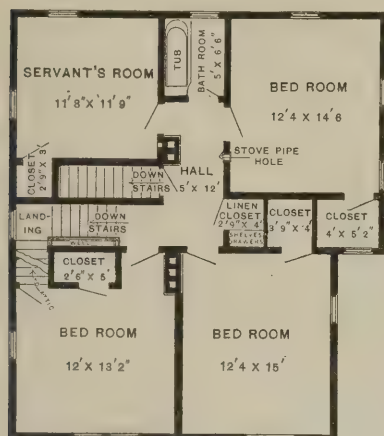 SERVANT'S ROOM
11'8" X 11'9"
TUB
BATH ROOM
5' X 6'6"
BED ROOM
12'4 X 14'6
CLOSET
2'9" X 3'
DOWN
STAIRS
HALL
5' X 12'
STOVE PIPE
HOLE
LAND-
ING
DOWN
STAIRS
LINEN
CLOSET
2'9" X 4'
SHELVES
DRAWERS
CLOSET
3'9" X 4'
CLOSET
4' X 5'2"
CLOSET
2'6" X 5'
ATTIC
BED ROOM
12' X 13'2"
BED ROOM
12'4 X 15'